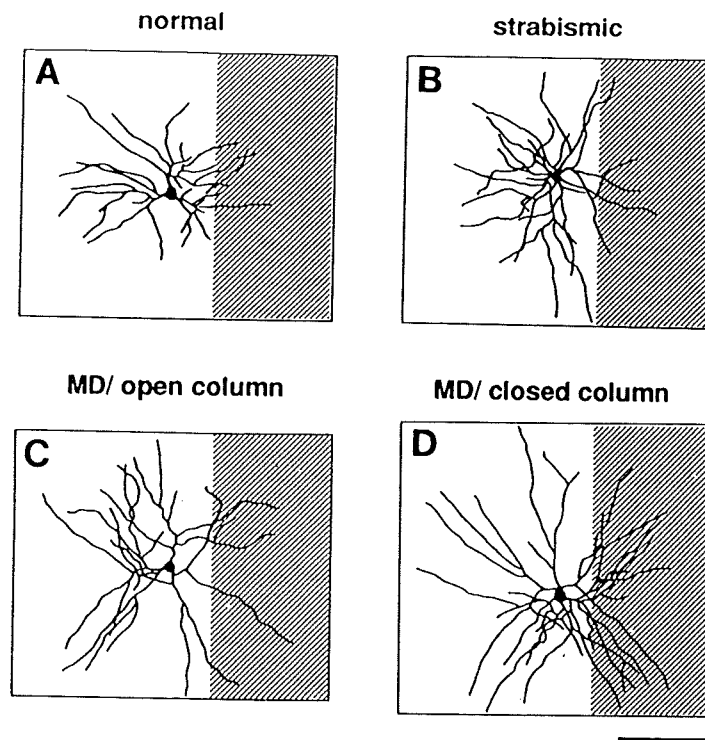 normal
strabismic
A
B
MD/ open column
MD/ closed column
C
D